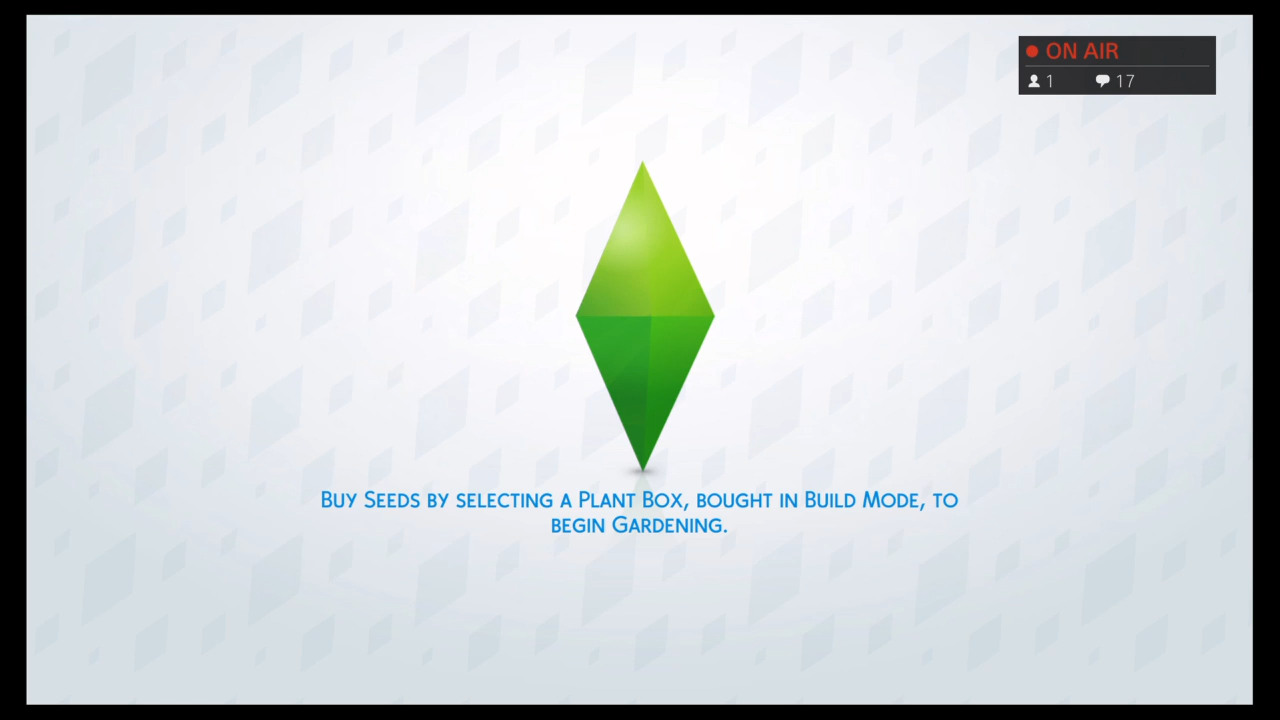 ON AIR
1 17
Buy Seeds by selecting a Plant Box, bought in Build Mode, to
begin Gardening.